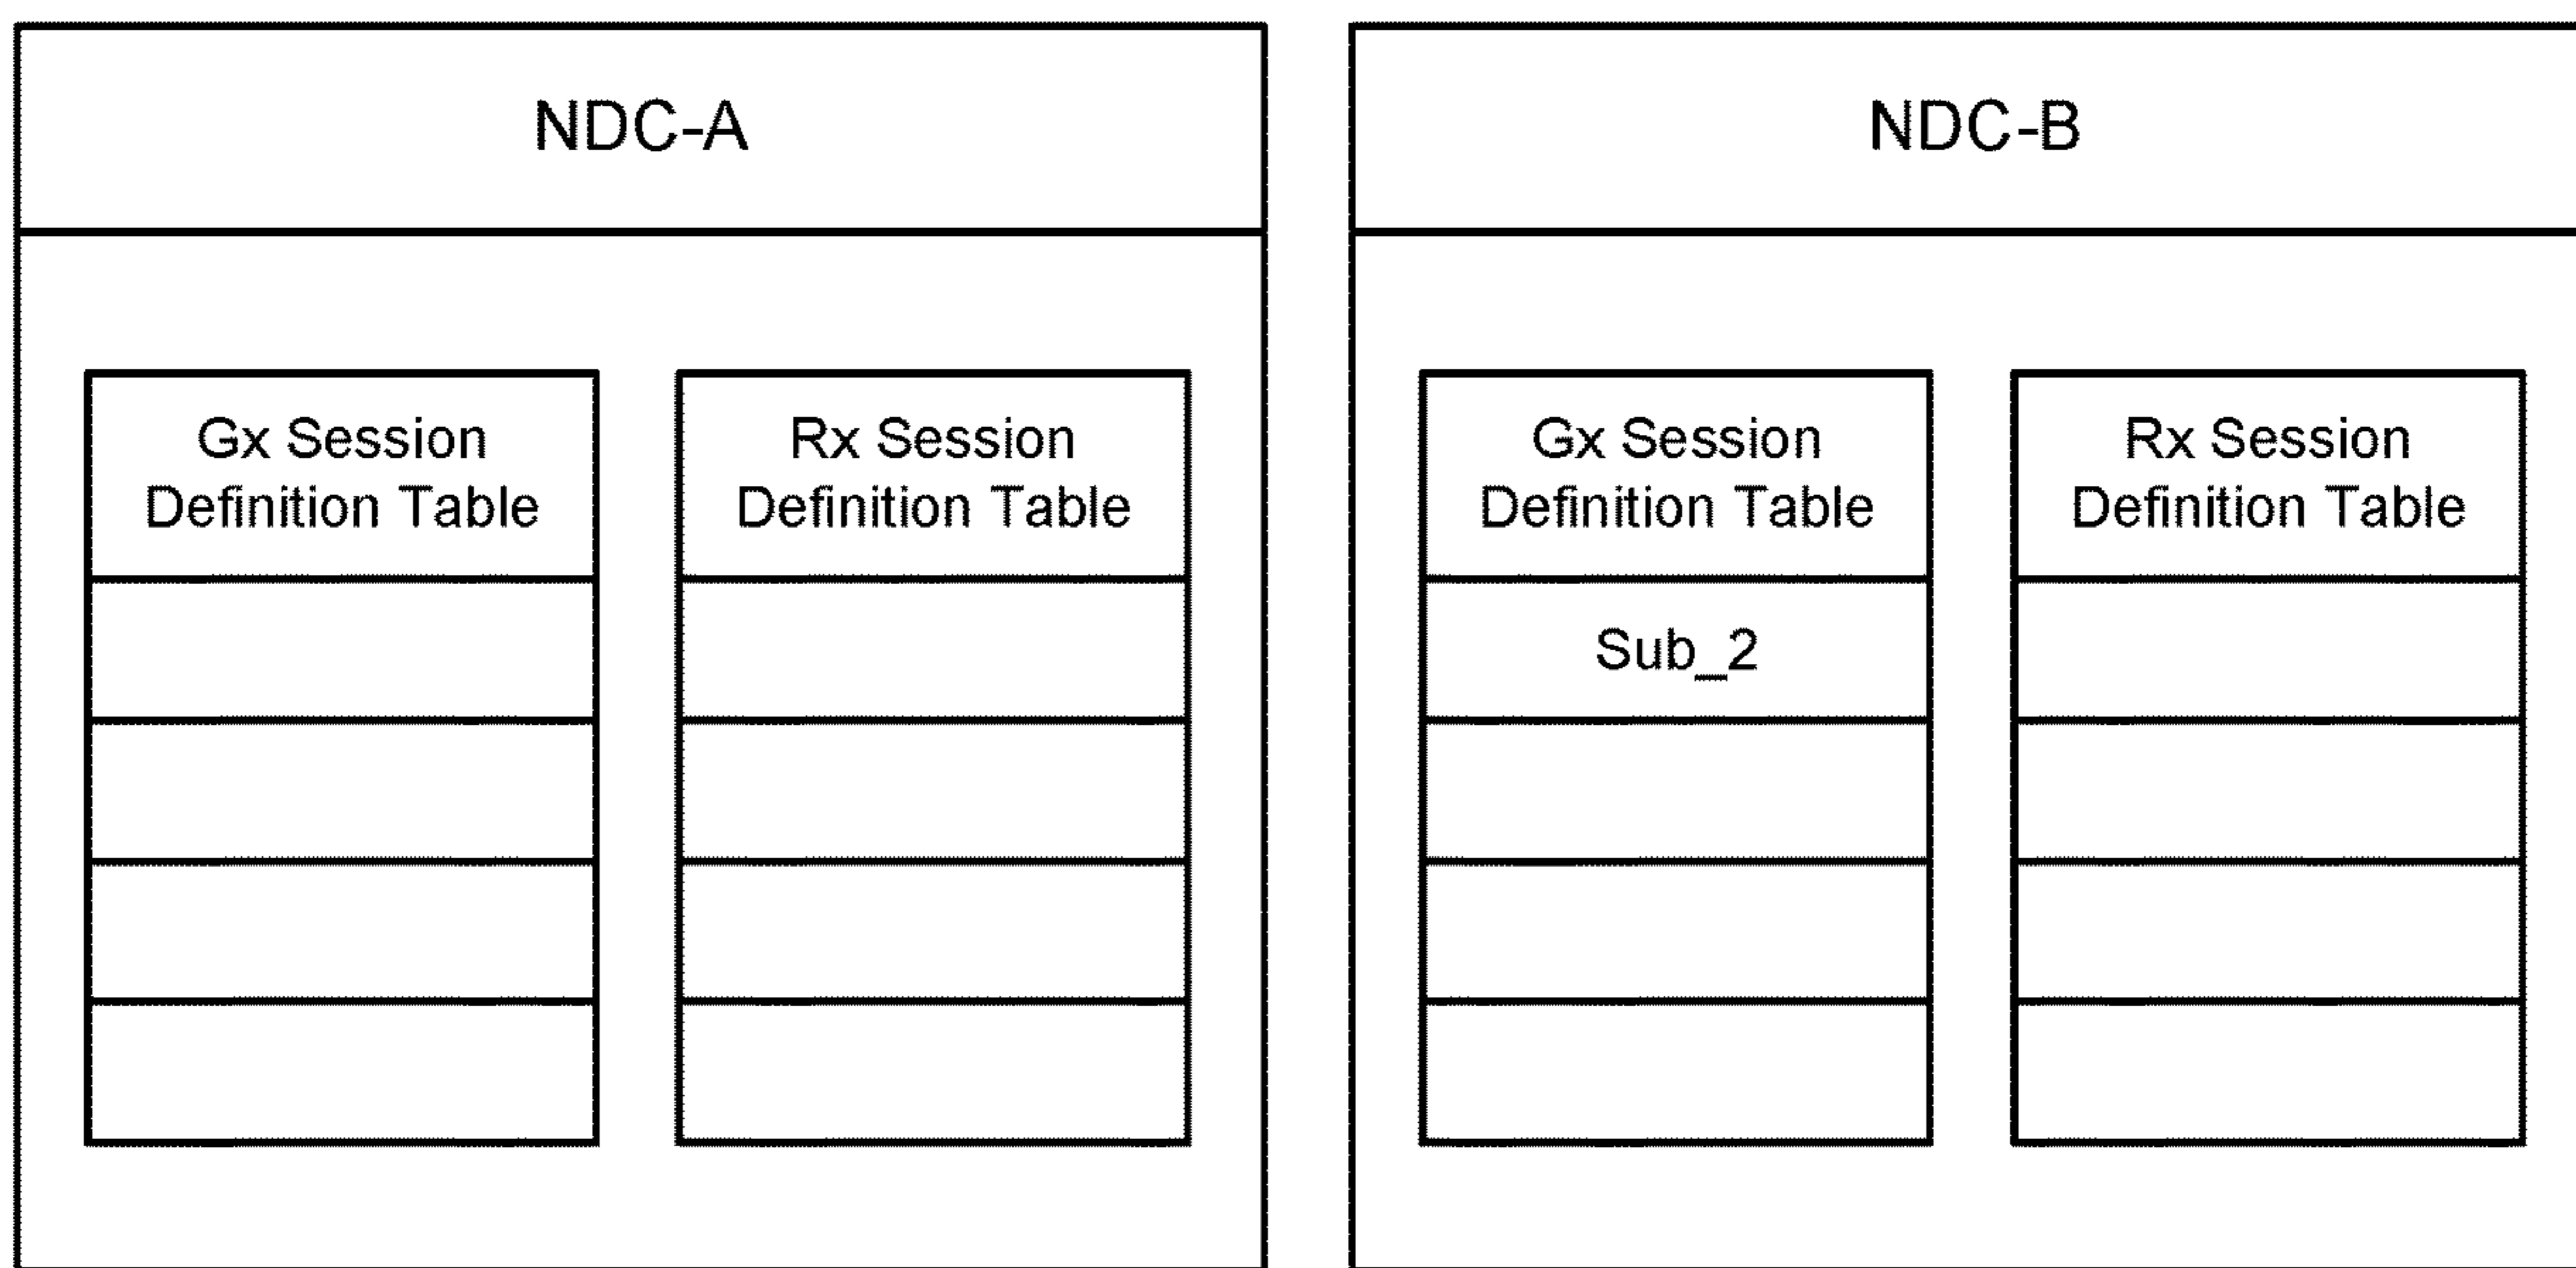 NDC-A
Gx Session
Definition Table
Rx Session
Definition Table
NDC-B
Gx Session
Definition Table
Sub_2
Rx Session
Definition Table